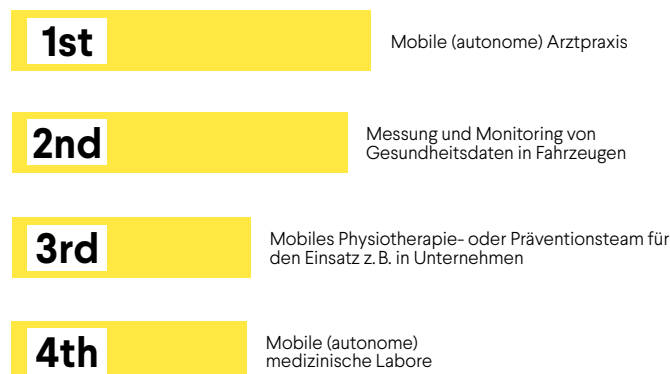 1st
Mobile (autonome) Arztpraxis
2nd
Messung und Monitoring von
Gesundheitsdaten in Fahrzeugen
3rd
Mobiles Physiotherapie- oder Präventionsteam für
den Einsatz z. B. in Unternehmen
4th
Mobile (autonome)
medizinische Labore